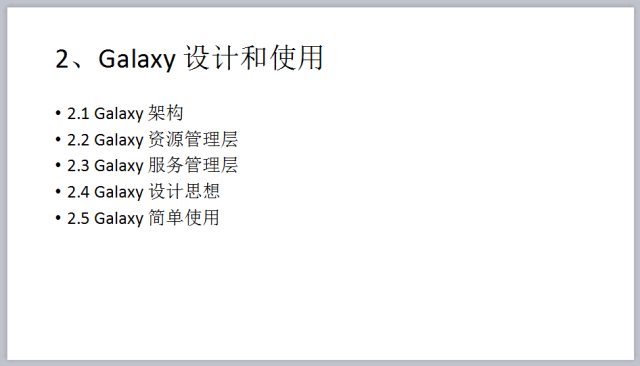 2、Galaxy 设计和使用
• 2.1 Galaxy 架构
• 2.2 Galaxy 资源管理层
• 2.3 Galaxy 服务管理层
• 2.4 Galaxy 设计思想
• 2.5 Galaxy 简单使用